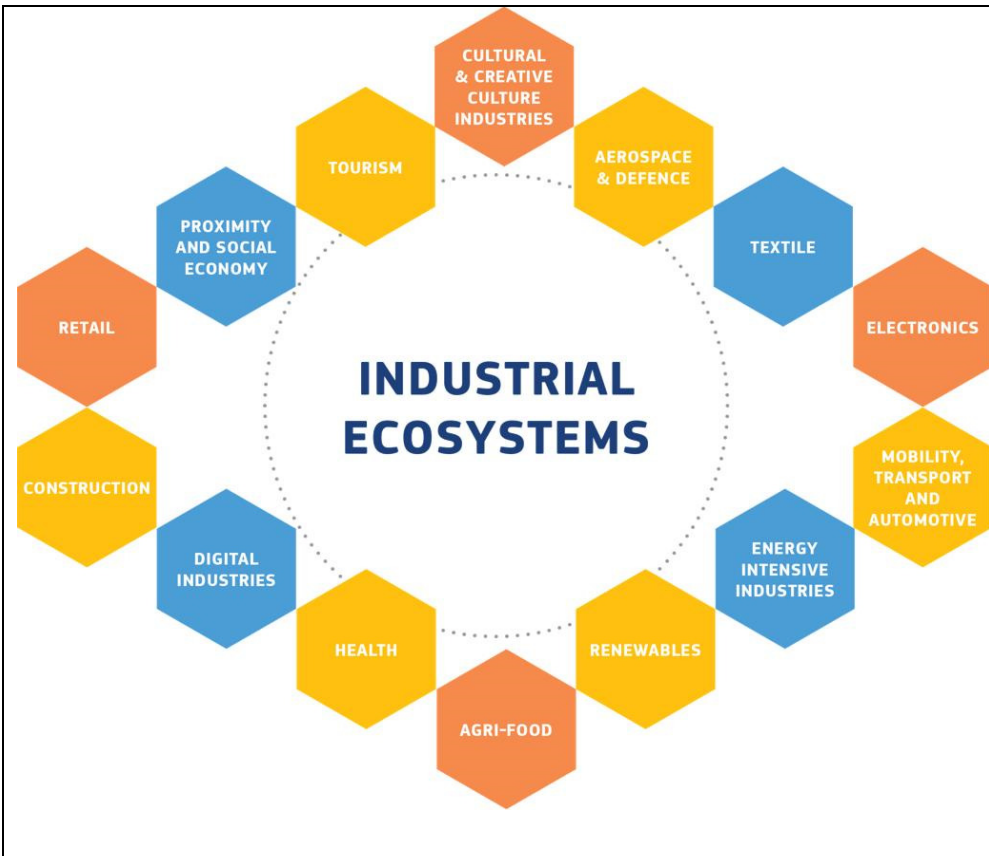 CULTURAL
& CREATIVE
CULTURE
INDUSTRIES
TOURISM
AEROSPACE
& DEFENCE
PROXIMITY
AND SOCIAL
ECONOMY
TEXTILE
RETAIL
ELECTRONICS
INDUSTRIAL
ECOSYSTEMS
CONSTRUCTION
MOBILITY,
TRANSPORT
AND
AUTOMOTIVE
DIGITAL
INDUSTRIES
ENERGY
INTENSIVE
INDUSTRIES
HEALTH
RENEWABLES
AGRI-FOOD